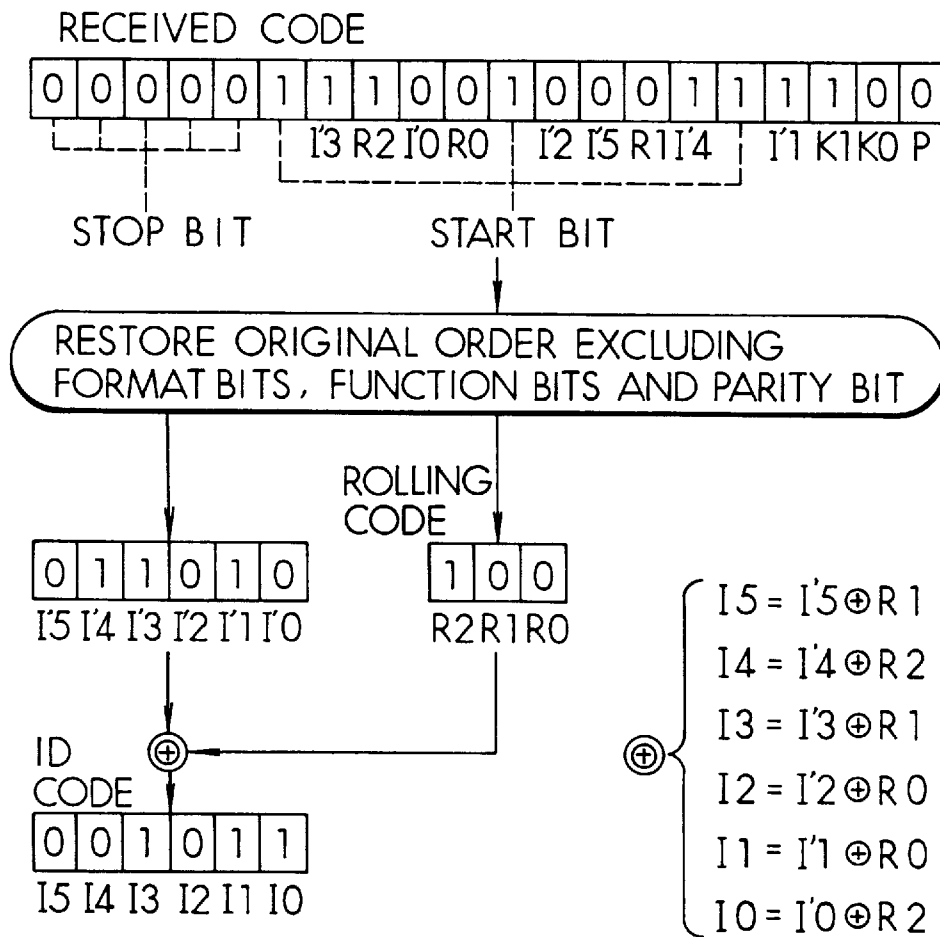 RECEIVED CODE
0 0 0 0 0 1 1 1 0 0 1 0 0 0 1 1 1 1 0 0
I'3 R2 I'0 R0 I'2 I'5 R1 I'4 I'1 K1 K0 P
STOP BIT START BIT
RESTORE ORIGINAL ORDER EXCLUDING
FORMAT BITS, FUNCTION BITS AND PARITY BIT
ROLLING
CODE
0 1 1 0 1 0
I'5 I'4 I'3 I'2 I'1 I'0
1 0 0
R2 R1 R0
ID
CODE
0 0 1 0 1 1
I5 I4 I3 I2 I1 I0
I5 = I'5 ⊕ R1
I4 = I'4 ⊕ R2
I3 = I'3 ⊕ R1
I2 = I'2 ⊕ R0
I1 = I'1 ⊕ R0
I0 = I'0 ⊕ R2